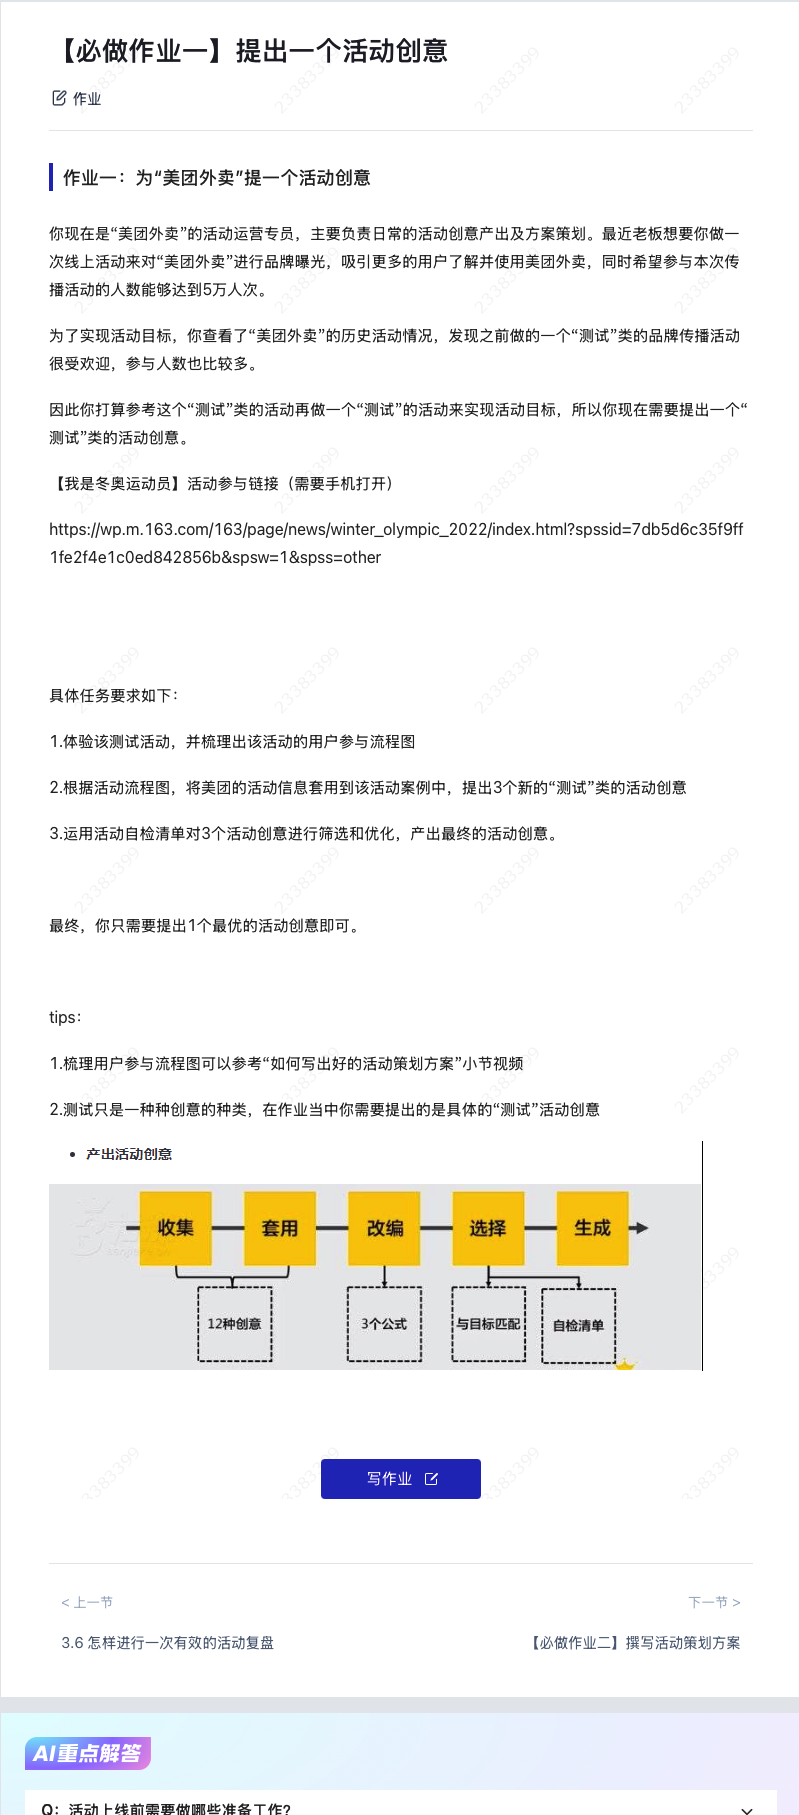 【必做作业一】提出一个活动创意
作业
作业一：为“美团外卖”提一个活动创意
你现在是“美团外卖”的活动运营专员，主要负责日常的活动创意产出及方案策划。最近老板想要你做一
次线上活动来对“美团外卖”进行品牌曝光，吸引更多的用户了解并使用美团外卖，同时希望参与本次传
播活动的人数能够达到5万人次。
为了实现活动目标，你查看了“美团外卖”的历史活动情况，发现之前做的一个“测试”类的品牌传播活动
很受欢迎，参与人数也比较多。
因此你打算参考这个“测试”类的活动再做一个“测试”的活动来实现活动目标，所以你现在需要提出一个“
测试”类的活动创意。
【我是冬奥运动员】活动参与链接（需要手机打开）
https://wp.m.163.com/163/page/news/winter_olympic_2022/index.html?spssid=7db5d6c35f9ff
1fe2f4e1c0ed842856b&spsw=1&spss=other
具体任务要求如下：
1.体验该测试活动，并梳理出该活动的用户参与流程图
2.根据活动流程图，将美团的活动信息套用到该活动案例中，提出3个新的“测试”类的活动创意
3.运用活动自检清单对3个活动创意进行筛选和优化，产出最终的活动创意。
最终，你只需要提出1个最优的活动创意即可。
tips：
1.梳理用户参与流程图可以参考“如何写出好的活动策划方案”小节视频
2.测试只是一种种创意的种类，在作业当中你需要提出的是具体的“测试”活动创意
• 产出活动创意
收集 套用 改编 选择 生成
12种创意 3个公式 与目标匹配 自检清单
写作业
< 上一节 下一节 >
3.6 怎样进行一次有效的活动复盘 【必做作业二】撰写活动策划方案
AI重点解答
Q：活动上线前需要做哪些准备工作？
23383399